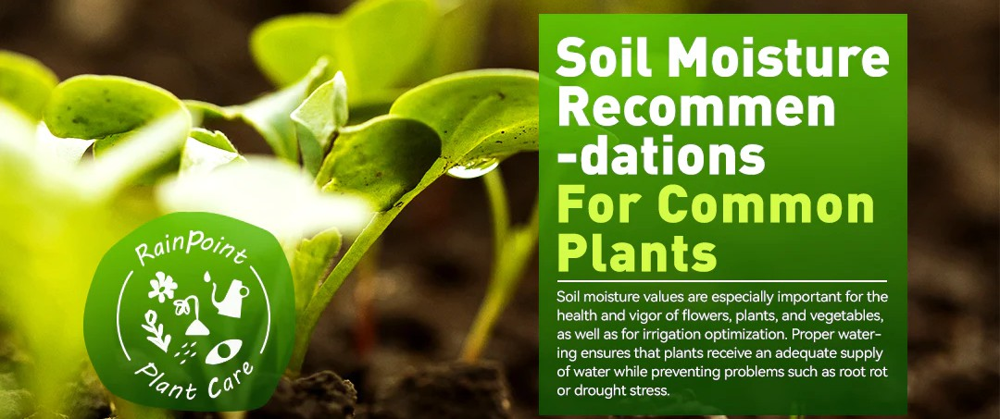 RainPoint
Plant Care
Soil Moisture
Recommen
-dations
For Common
Plants
Soil moisture values are especially important for the
health and vigor of flowers, plants, and vegetables,
as well as for irrigation optimization. Proper water-
ing ensures that plants receive an adequate supply
of water while preventing problems such as root rot
or drought stress.